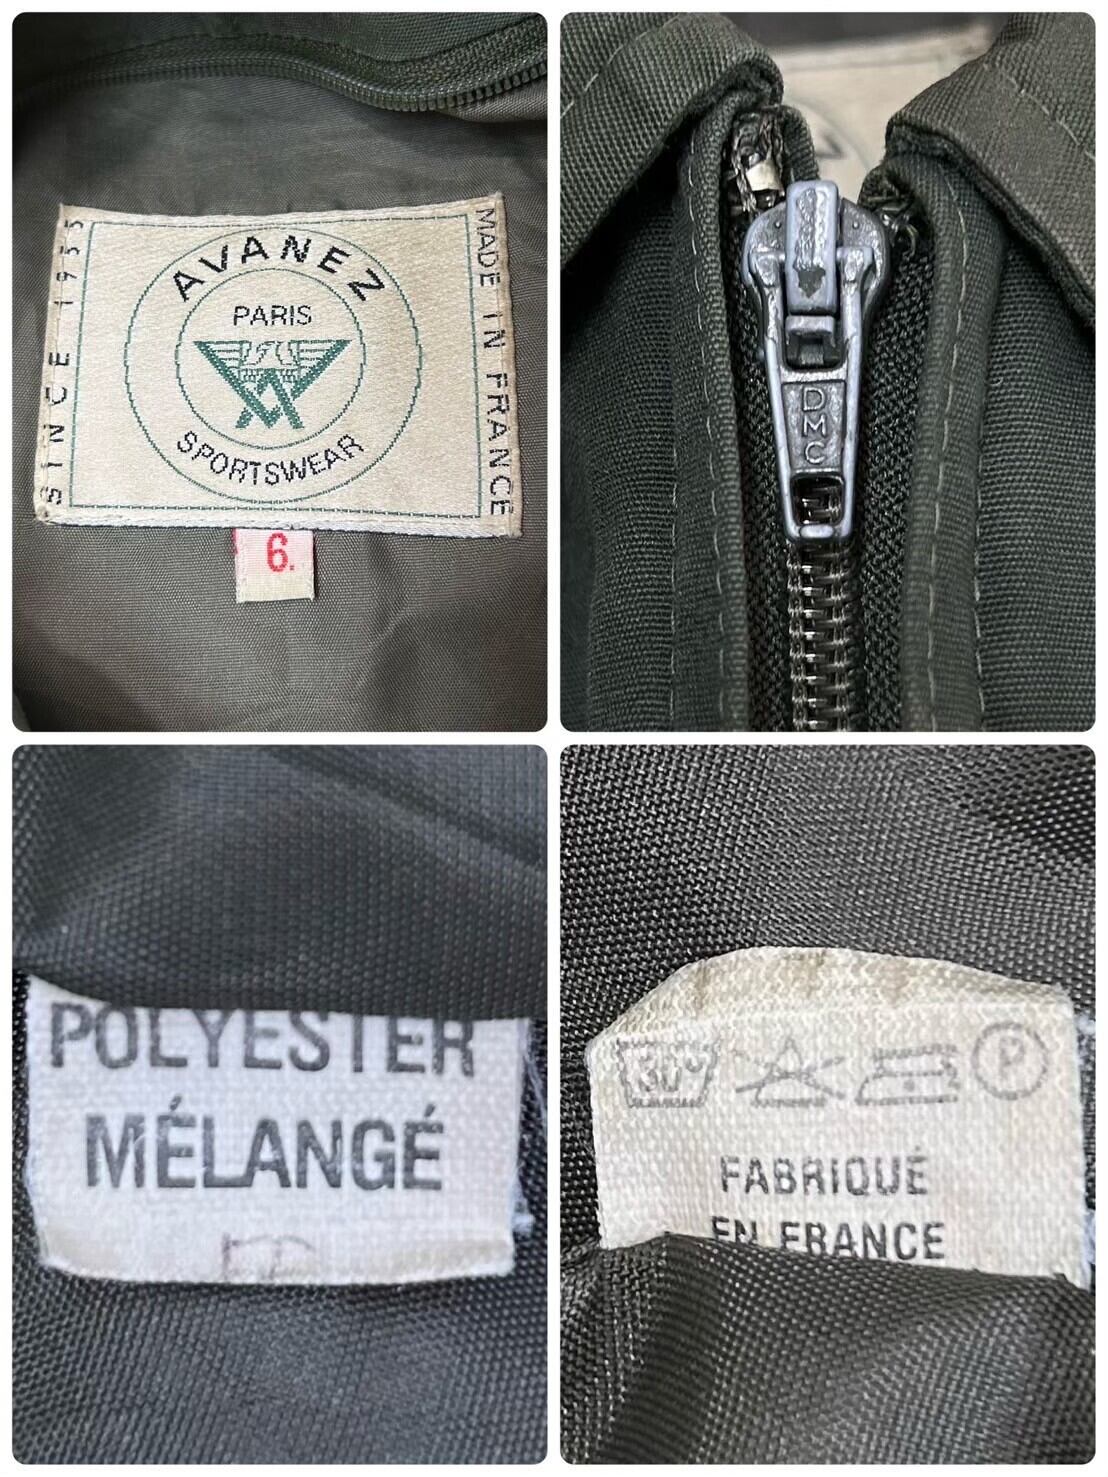 SINCE 1955
AVANEZ
PARIS
SPORTSWEAR
MADE IN FRANCE
6.
DMC
POLYESTER
MÉLANGÉ
30°
P
FABRIQUÉ
EN FRANCE